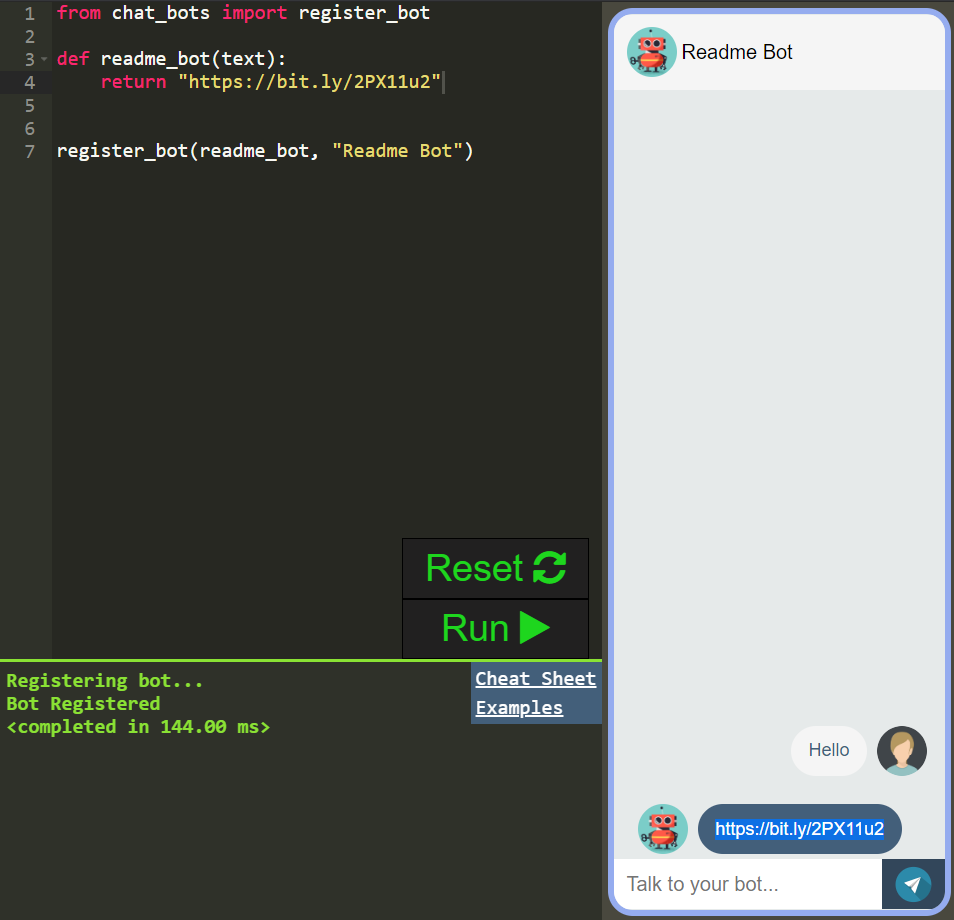 1 from chat_bots import register_bot
2
3 def readme_bot(text):
4     return "https://bit.ly/2PX11u2"
5
6
7 register_bot(readme_bot, "Readme Bot")
Reset
Run
Registering bot...
Bot Registered
<completed in 144.00 ms>
Cheat Sheet
Examples
Readme Bot
Hello
https://bit.ly/2PX11u2
Talk to your bot...